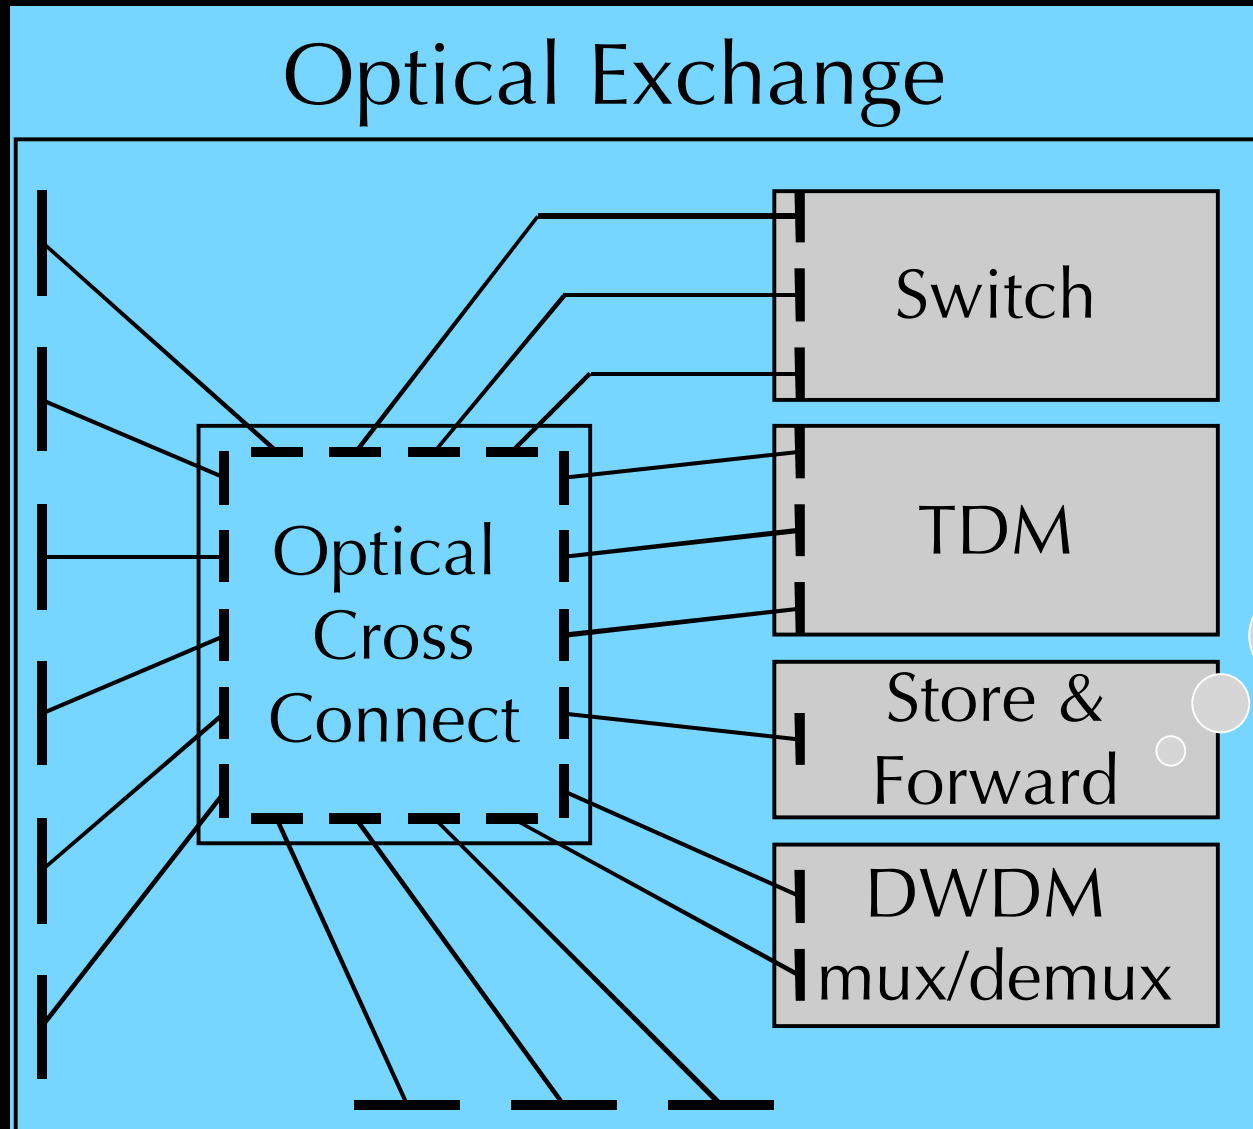 Optical Exchange
Switch
Optical
Cross
Connect
TDM
Store &
Forward
DWDM
mux/demux